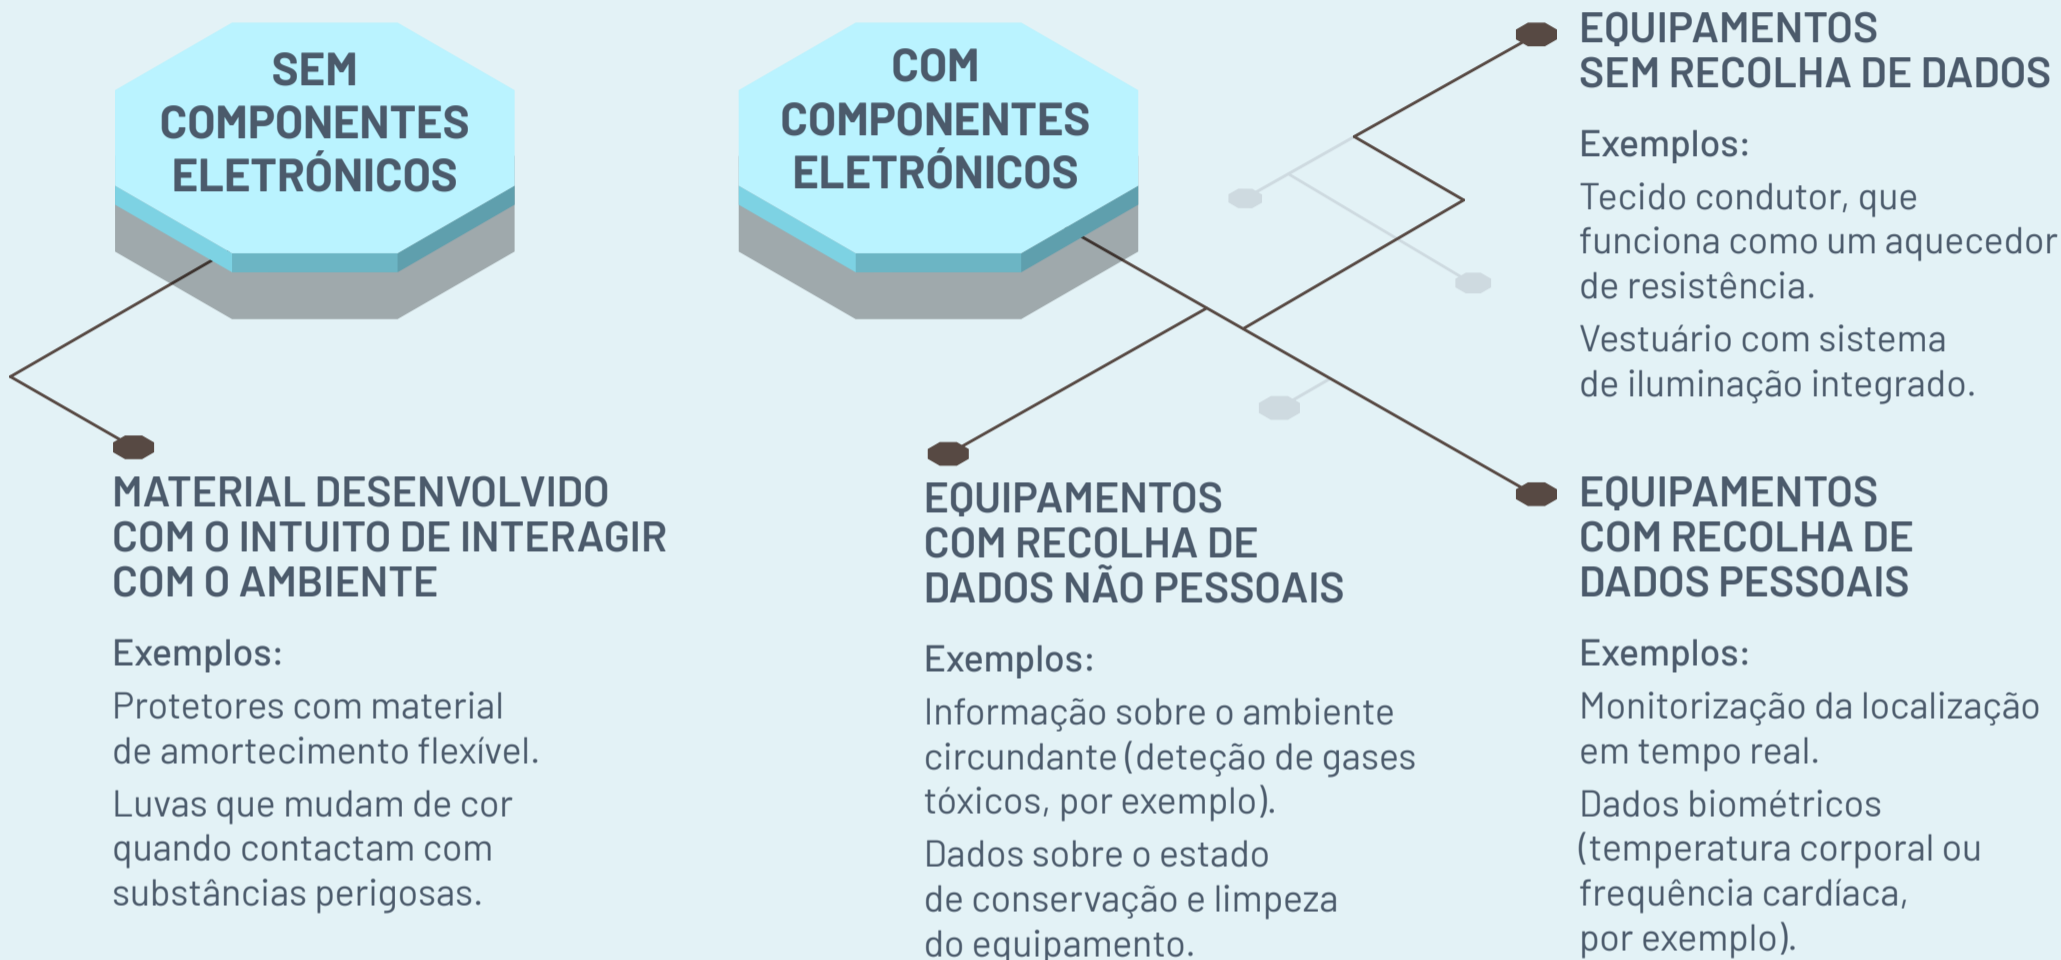 SEM
COMPONENTES
ELETRÓNICOS
MATERIAL DESENVOLVIDO
COM O INTUITO DE INTERAGIR
COM O AMBIENTE
Exemplos:
Protetores com material
de amortecimento flexível.
Luvas que mudam de cor
quando contactam com
substâncias perigosas.
COM
COMPONENTES
ELETRÓNICOS
EQUIPAMENTOS
SEM RECOLHA DE DADOS
Exemplos:
Tecido condutor, que
funciona como um aquecedor
de resistência.
Vestuário com sistema
de iluminação integrado.
EQUIPAMENTOS
COM RECOLHA DE
DADOS NÃO PESSOAIS
Exemplos:
Informação sobre o ambiente
circundante (deteção de gases
tóxicos, por exemplo).
Dados sobre o estado
de conservação e limpeza
do equipamento.
EQUIPAMENTOS
COM RECOLHA DE
DADOS PESSOAIS
Exemplos:
Monitorização da localização
em tempo real.
Dados biométricos
(temperatura corporal ou
frequência cardíaca,
por exemplo).